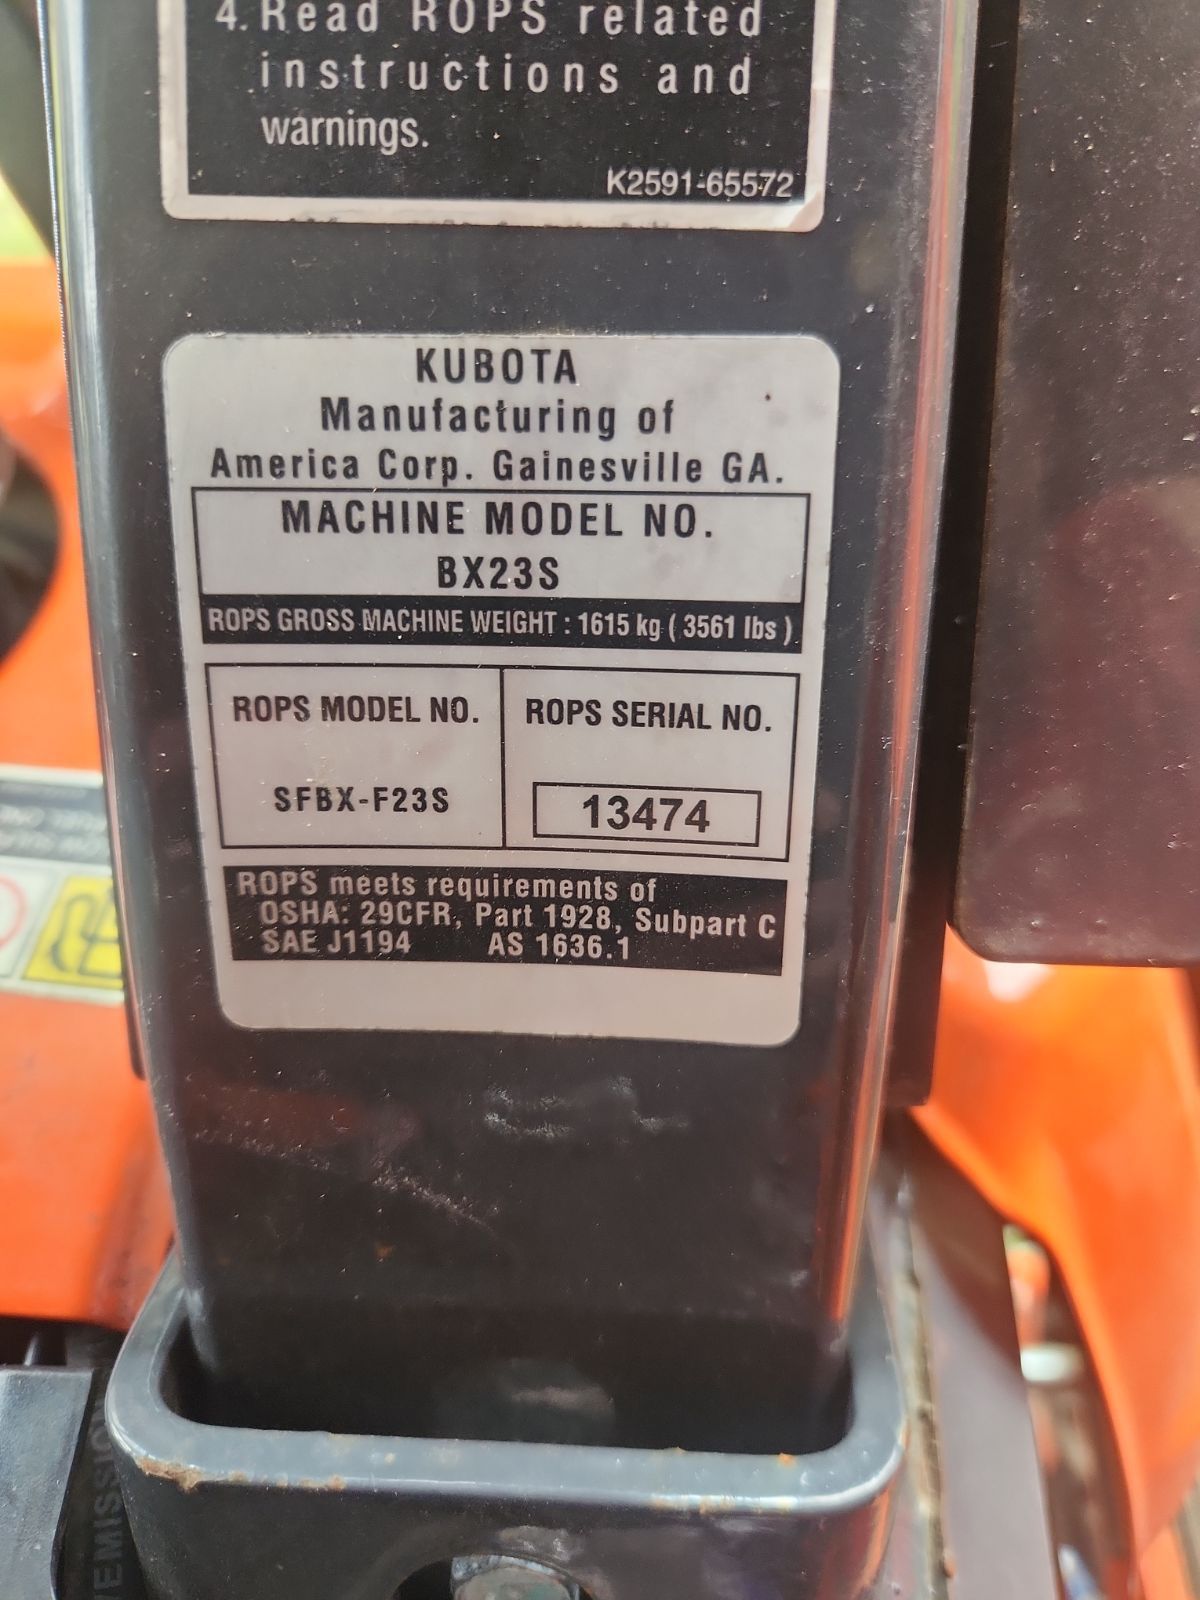 4. Read ROPS related
instructions and
warnings.
K2591-65572
KUBOTA
Manufacturing of
America Corp. Gainesville GA.
MACHINE MODEL NO.
BX23S
ROPS GROSS MACHINE WEIGHT : 1615 kg ( 3561 lbs )
ROPS MODEL NO.
SFBX-F23S
ROPS SERIAL NO.
13474
ROPS meets requirements of
OSHA: 29CFR, Part 1928, Subpart C
SAE J1194 AS 1636.1
EMISSION